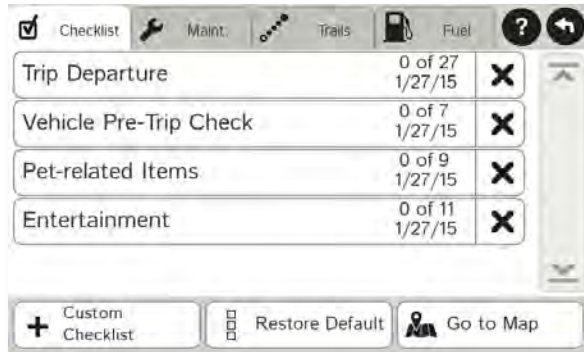 Checklist Maint. Trails Fuel ?
Trip Departure
0 of 27
1/27/15
Vehicle Pre-Trip Check
0 of 7
1/27/15
Pet-related Items
0 of 9
1/27/15
Entertainment
0 of 11
1/27/15
Custom
Checklist
Restore Default
Go to Map